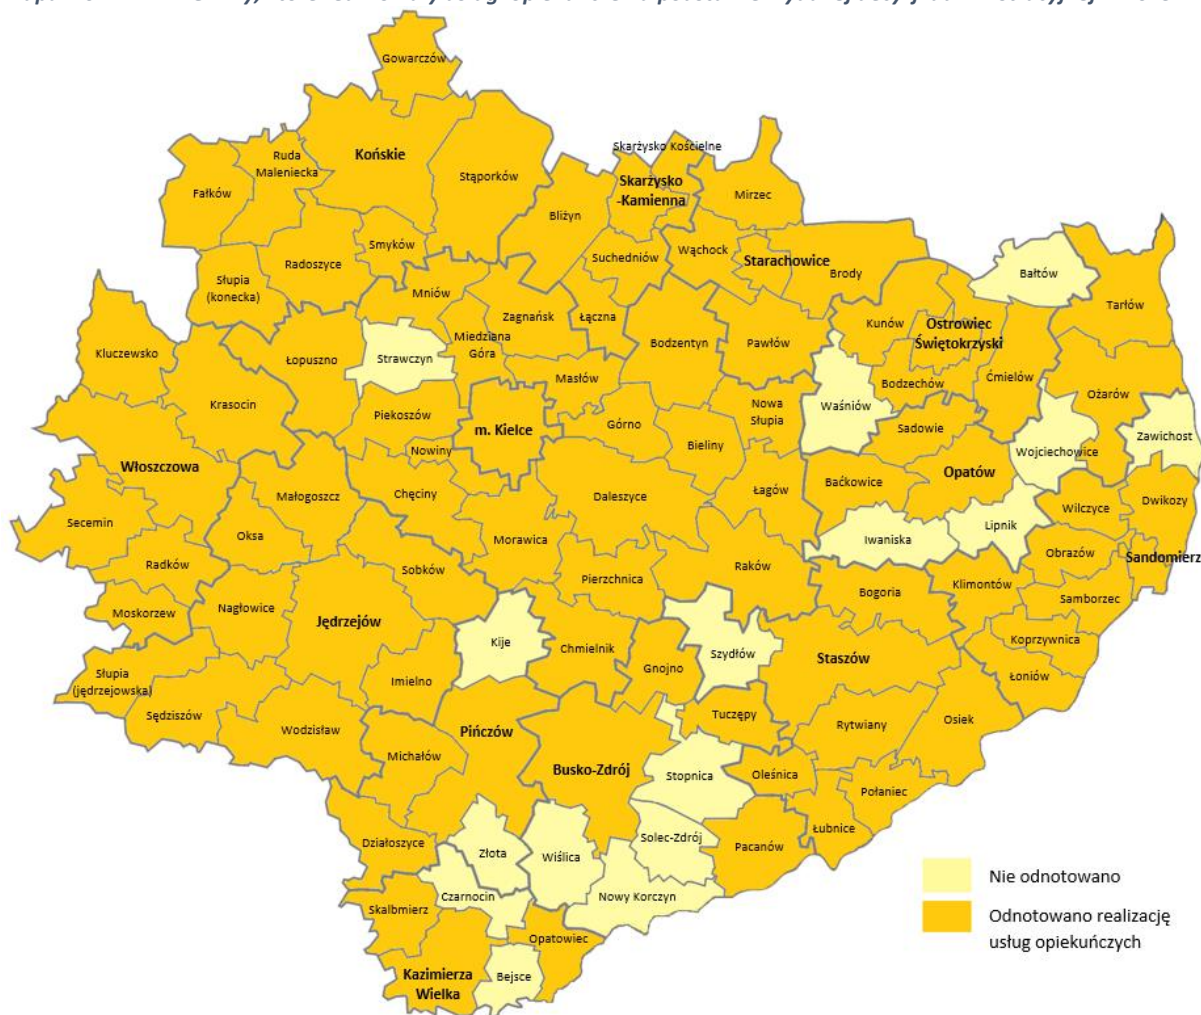 Gowarczów
Skarżysko Kościelne
Końskie
Ruda
Maleniecka
Stąporków
Skarżysko
-Kamienna
Fałków
Mirzec
Bliżyn
Smyków
Suchedniów
Wąchock
Starachowice
Radoszyce
Brody
Bałtów
Słupia
(konecka)
Mniów
Tarłów
Zagnańsk
Łączna
Kunów
Ostrowiec
Świętokrzyski
Miedziana
Góra
Bodzentyn
Pawłów
Kluczewsko
Łopuszno
Strawczyn
Masłów
Bodzechów
Ćmielów
Ożarów
Krasocin
Piekoszów
m. Kielce
Górno
Nowa
Słupia
Waśniów
Sadowie
Zawichost
Nowiny
Bieliny
Wojciechowice
Włoszczowa
Opatów
Małogoszcz
Chęciny
Daleszyce
Łagów
Baćkowice
Wilczyce
Dwikozy
Secemin
Oksa
Morawica
Iwaniska
Lipnik
Obrazów
Sandomierz
Radków
Sobków
Pierzchnica
Raków
Bogoria
Klimontów
Samborzec
Moskorzew
Nagłowice
Jędrzejów
Kije
Chmielnik
Szydłów
Staszów
Koprzywnica
Słupia
(jędrzejowska)
Imielno
Gnojno
Łoniów
Sędziszów
Wodzisław
Pińczów
Tuczępy
Rytwiany
Osiek
Michałów
Busko-Zdrój
Stopnica
Oleśnica
Połaniec
Łubnice
Działoszyce
Złota
Wiślica
Solec-Zdrój
Pacanów
Czarnocin
Nowy Korczyn
Skalbmierz
Opatowiec
Kazimierza
Wielka
Bejsce
Nie odnotowano
Odnotowano realizację
usług opiekuńczych